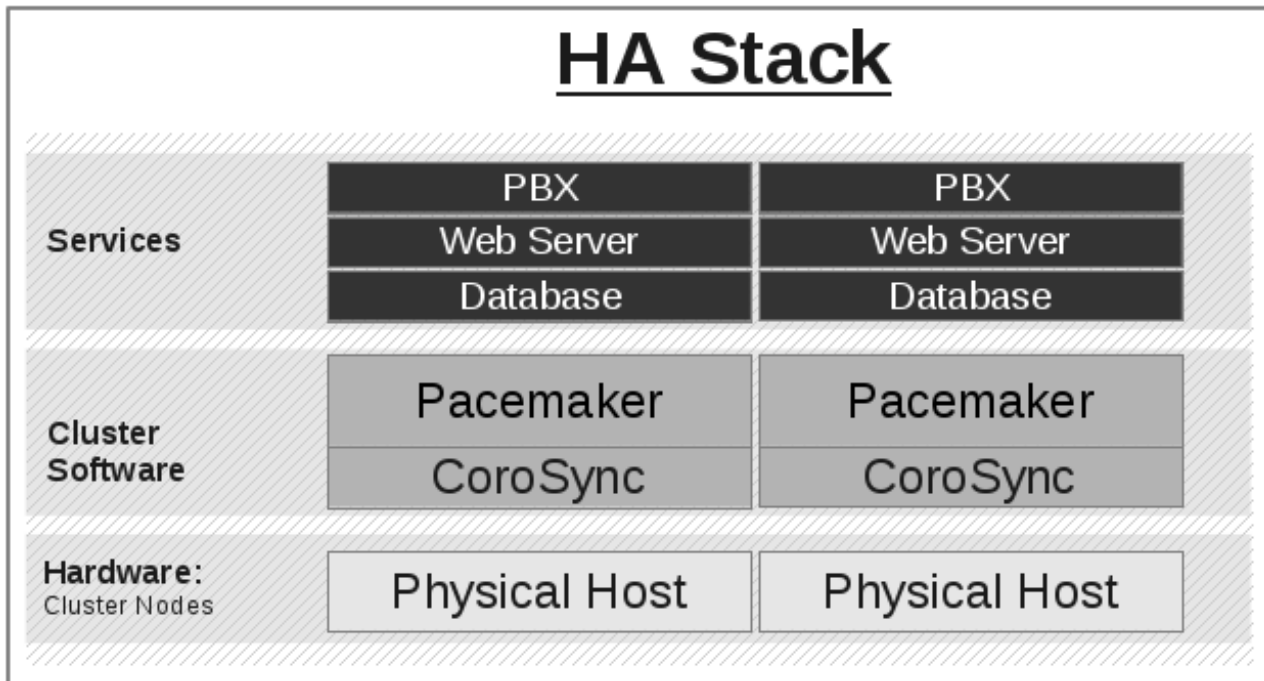 HA Stack
Services
PBX
PBX
Web Server
Web Server
Database
Database
Cluster
Software
Pacemaker
Pacemaker
CoroSync
CoroSync
Hardware:
Cluster Nodes
Physical Host
Physical Host